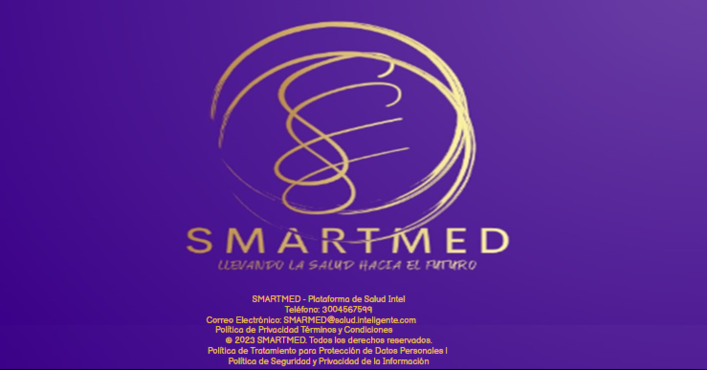 SMARTMED
LLEVANDO LA SALUD HACIA EL FUTURO
SMARTMED - Plataforma de Salud Intel
Teléfono: 3004567599
Correo Electrónico: SMARMED@salud.inteligente.com
Política de Privacidad Términos y Condiciones
© 2023 SMARTMED. Todos los derechos reservados.
Política de Tratamiento para Protección de Datos Personales I
Política de Seguridad y Privacidad de la Información